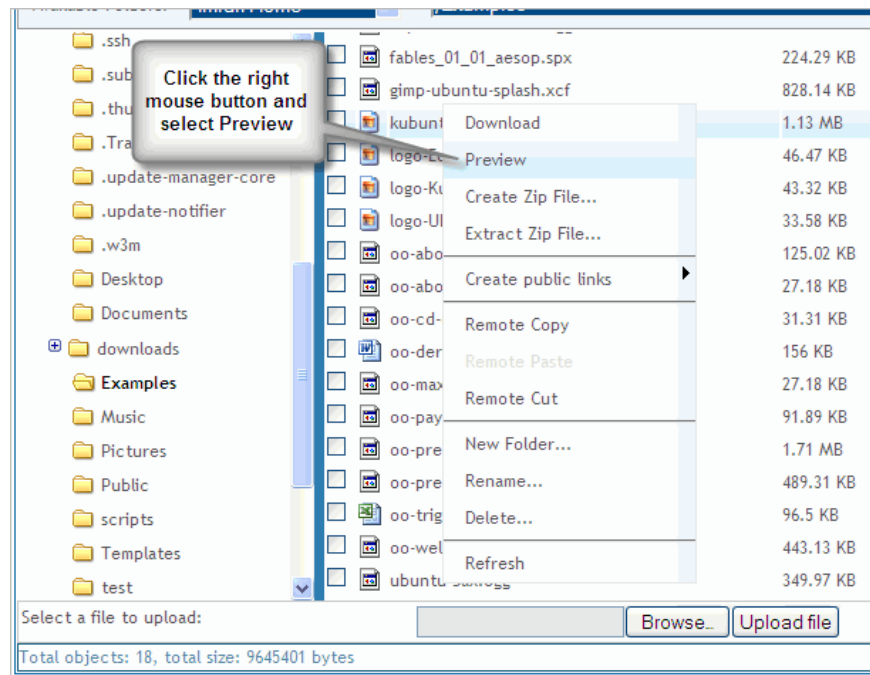 .ssh
fables_01_01_aesop.spx 224.29 KB
.sub
gimp-ubuntu-splash.xcf 828.14 KB
.thu
kubunt 1.13 MB
.Tra
logo- 46.47 KB
.update-manager-core
logo-Ku 43.32 KB
.update-notifier
logo-U 33.58 KB
.w3m
oo-abo 125.02 KB
Desktop
oo-abo 27.18 KB
Documents
oo-cd- 31.31 KB
downloads
oo-der 156 KB
Examples
oo-max 27.18 KB
Music
oo-pay 91.89 KB
Pictures
oo-pre 1.71 MB
Public
oo-pre 489.31 KB
scripts
oo-trig 96.5 KB
Templates
oo-wel 443.13 KB
test
349.97 KB
Click the right
mouse button and
select Preview
Download
Preview
Create Zip File...
Extract Zip File...
Create public links
Remote Copy
Remote Paste
Remote Cut
New Folder...
Rename...
Delete...
Refresh
Select a file to upload:
Browse...
Upload file
Total objects: 18, total size: 9645401 bytes